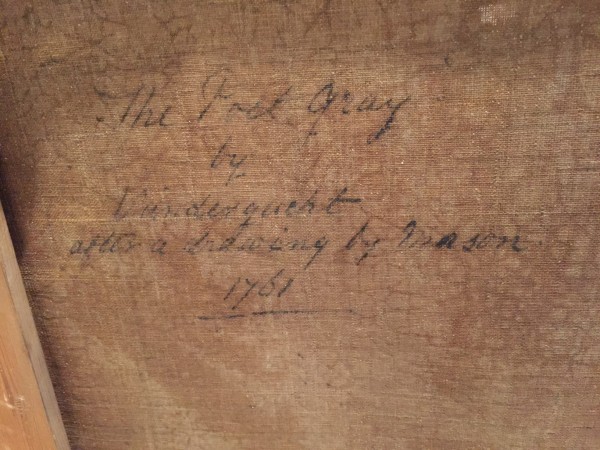 The Poet Gray
by
Vandergucht
after a drawing by Mason
1761